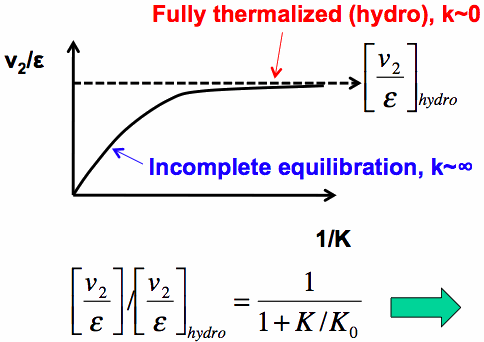 Fully thermalized (hydro), k~0
v₂/ε
[v₂/ε]hydro
Incomplete equilibration, k~∞
1/K
[v₂/ε]/[v₂/ε]hydro = 1/(1+K/K₀)